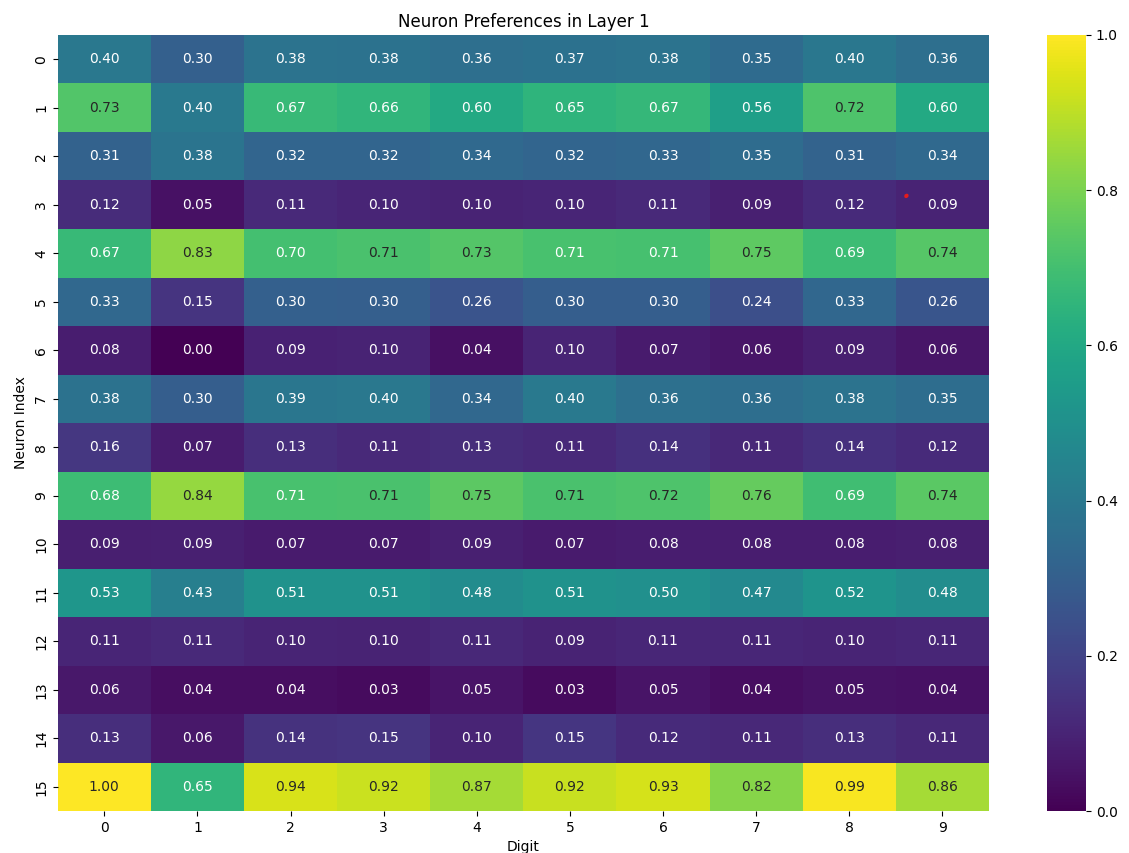 Neuron Preferences in Layer 1
0 0.40 0.30 0.38 0.38 0.36 0.37 0.38 0.35 0.40 0.36
1 0.73 0.40 0.67 0.66 0.60 0.65 0.67 0.56 0.72 0.60
2 0.31 0.38 0.32 0.32 0.34 0.32 0.33 0.35 0.31 0.34
3 0.12 0.05 0.11 0.10 0.10 0.10 0.11 0.09 0.12 0.09
4 0.67 0.83 0.70 0.71 0.73 0.71 0.71 0.75 0.69 0.74
5 0.33 0.15 0.30 0.30 0.26 0.30 0.30 0.24 0.33 0.26
6 0.08 0.00 0.09 0.10 0.04 0.10 0.07 0.06 0.09 0.06
7 0.38 0.30 0.39 0.40 0.34 0.40 0.36 0.36 0.38 0.35
8 0.16 0.07 0.13 0.11 0.13 0.11 0.14 0.11 0.14 0.12
9 0.68 0.84 0.71 0.71 0.75 0.71 0.72 0.76 0.69 0.74
10 0.09 0.09 0.07 0.07 0.09 0.07 0.08 0.08 0.08 0.08
11 0.53 0.43 0.51 0.51 0.48 0.51 0.50 0.47 0.52 0.48
12 0.11 0.11 0.10 0.10 0.11 0.09 0.11 0.11 0.10 0.11
13 0.06 0.04 0.04 0.03 0.05 0.03 0.05 0.04 0.05 0.04
14 0.13 0.06 0.14 0.15 0.10 0.15 0.12 0.11 0.13 0.11
15 1.00 0.65 0.94 0.92 0.87 0.92 0.93 0.82 0.99 0.86
0 1 2 3 4 5 6 7 8 9
Digit
Neuron Index
1.0
0.8
0.6
0.4
0.2
0.0